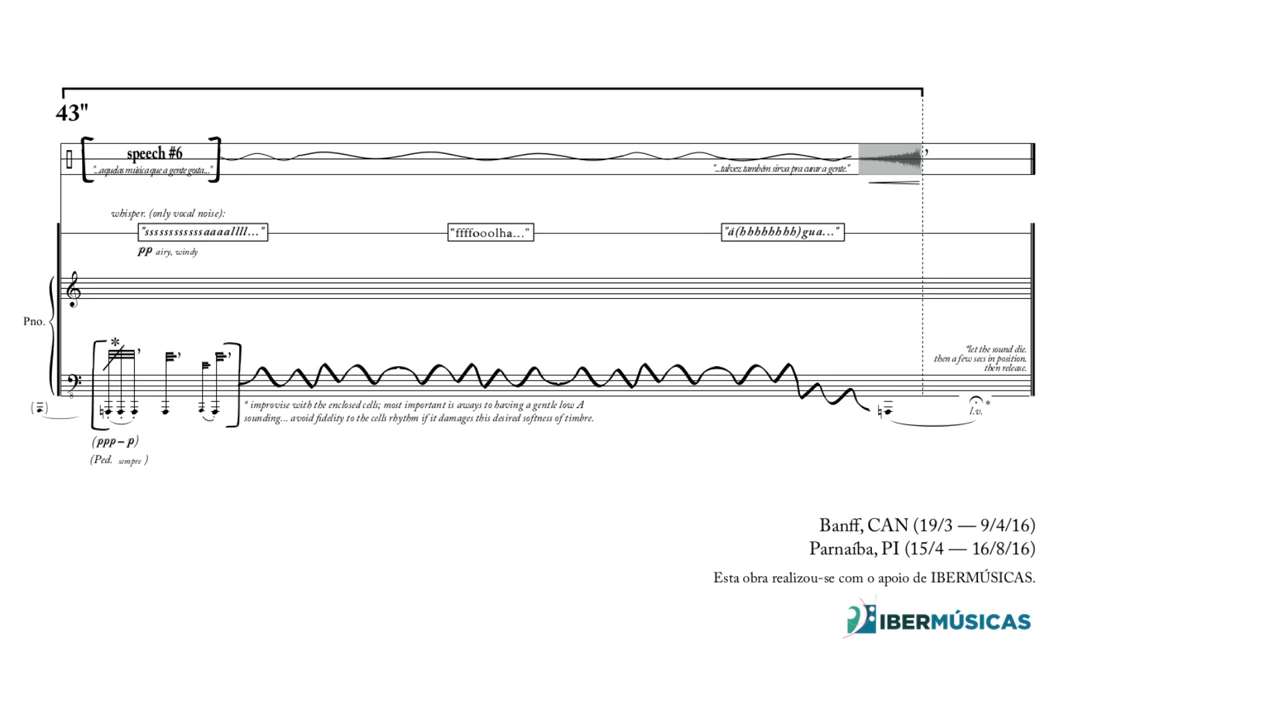 43"
speech #6
"...aquelas música que a gente gosta..."
"...talvez também sirva pra curar a gente."
whisper. (only vocal noise):
"ssssssssssssaaaallll..."
"ffffooolha..."
"á(hhhhhhhh)gua..."
pp airy, windy
Pno.
*
*let the sound die.
then a few secs in position.
then release.
* improvise with the enclosed cells; most important is aways to having a gentle low A
sounding... avoid fidelity to the cells rhythm if it damages this desired softness of timbre.
l.v. *
(ppp – p)
(Ped. sempre )
Banff, CAN (19/3 — 9/4/16)
Parnaíba, PI (15/4 — 16/8/16)
Esta obra realizou-se com o apoio de IBERMÚSICAS.
IBERMÚSICAS